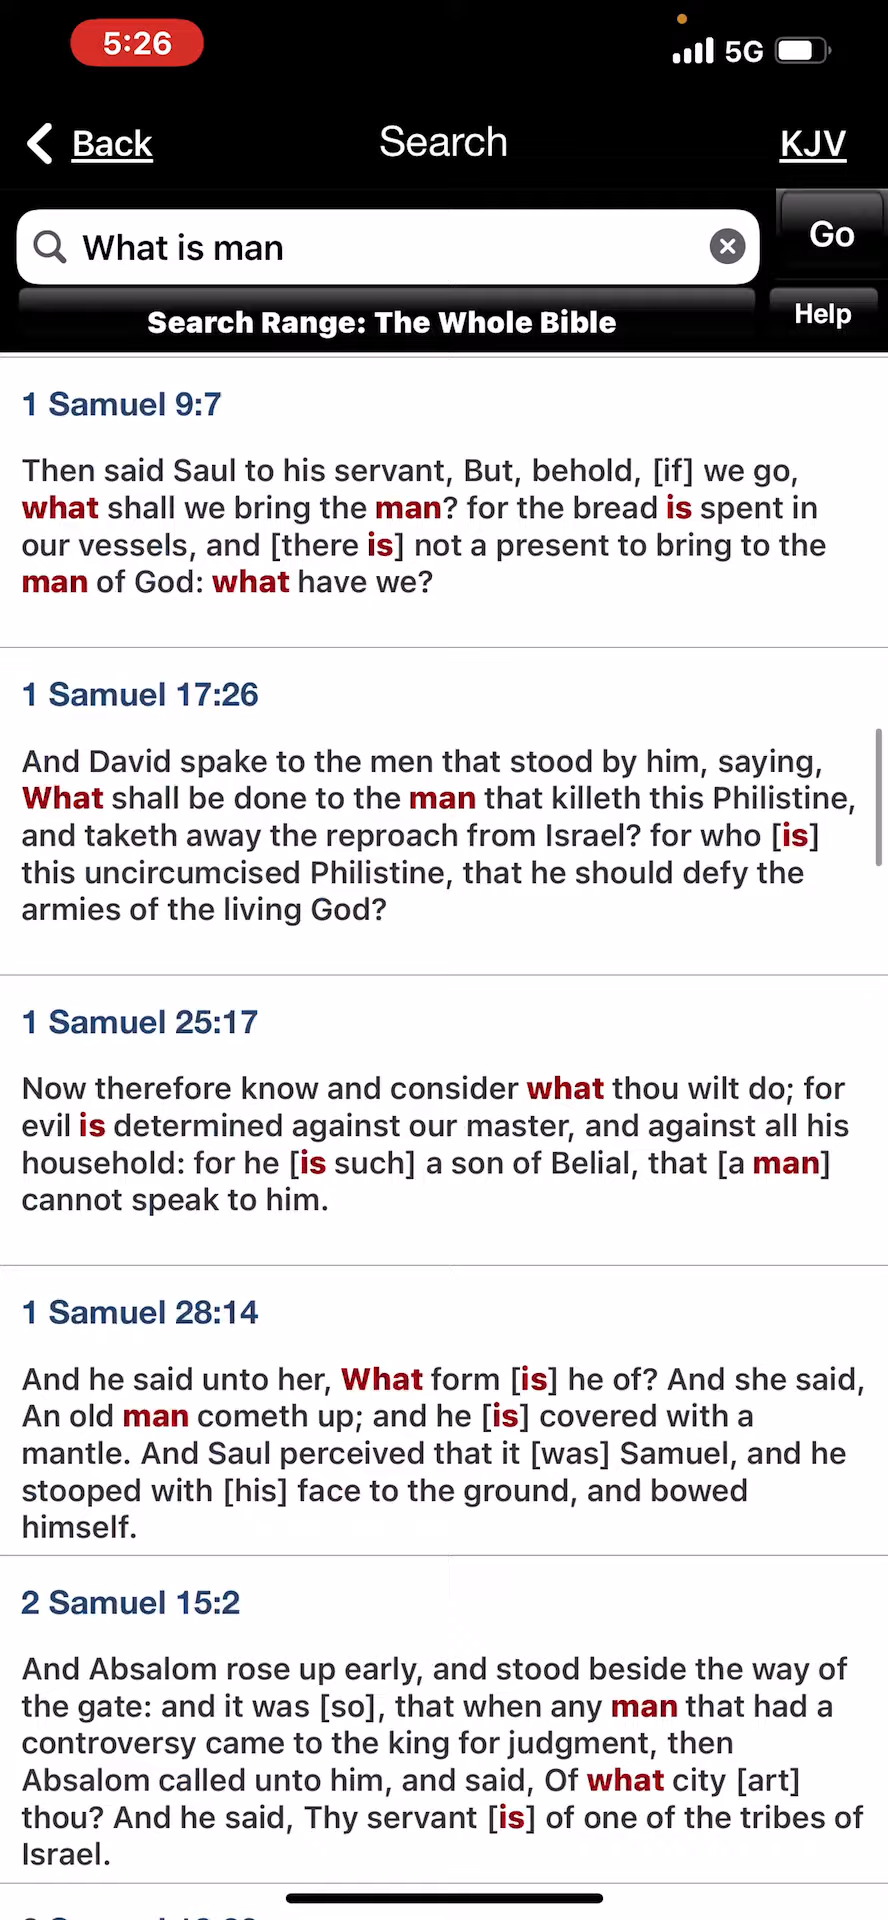 5:26
5G
Back
Search
KJV
What is man
Go
Search Range: The Whole Bible
Help
1 Samuel 9:7
Then said Saul to his servant, But, behold, [if] we go,
what shall we bring the man? for the bread is spent in
our vessels, and [there is] not a present to bring to the
man of God: what have we?
1 Samuel 17:26
And David spake to the men that stood by him, saying,
What shall be done to the man that killeth this Philistine,
and taketh away the reproach from Israel? for who [is]
this uncircumcised Philistine, that he should defy the
armies of the living God?
1 Samuel 25:17
Now therefore know and consider what thou wilt do; for
evil is determined against our master, and against all his
household: for he [is such] a son of Belial, that [a man]
cannot speak to him.
1 Samuel 28:14
And he said unto her, What form [is] he of? And she said,
An old man cometh up; and he [is] covered with a
mantle. And Saul perceived that it [was] Samuel, and he
stooped with [his] face to the ground, and bowed
himself.
2 Samuel 15:2
And Absalom rose up early, and stood beside the way of
the gate: and it was [so], that when any man that had a
controversy came to the king for judgment, then
Absalom called unto him, and said, Of what city [art]
thou? And he said, Thy servant [is] of one of the tribes of
Israel.